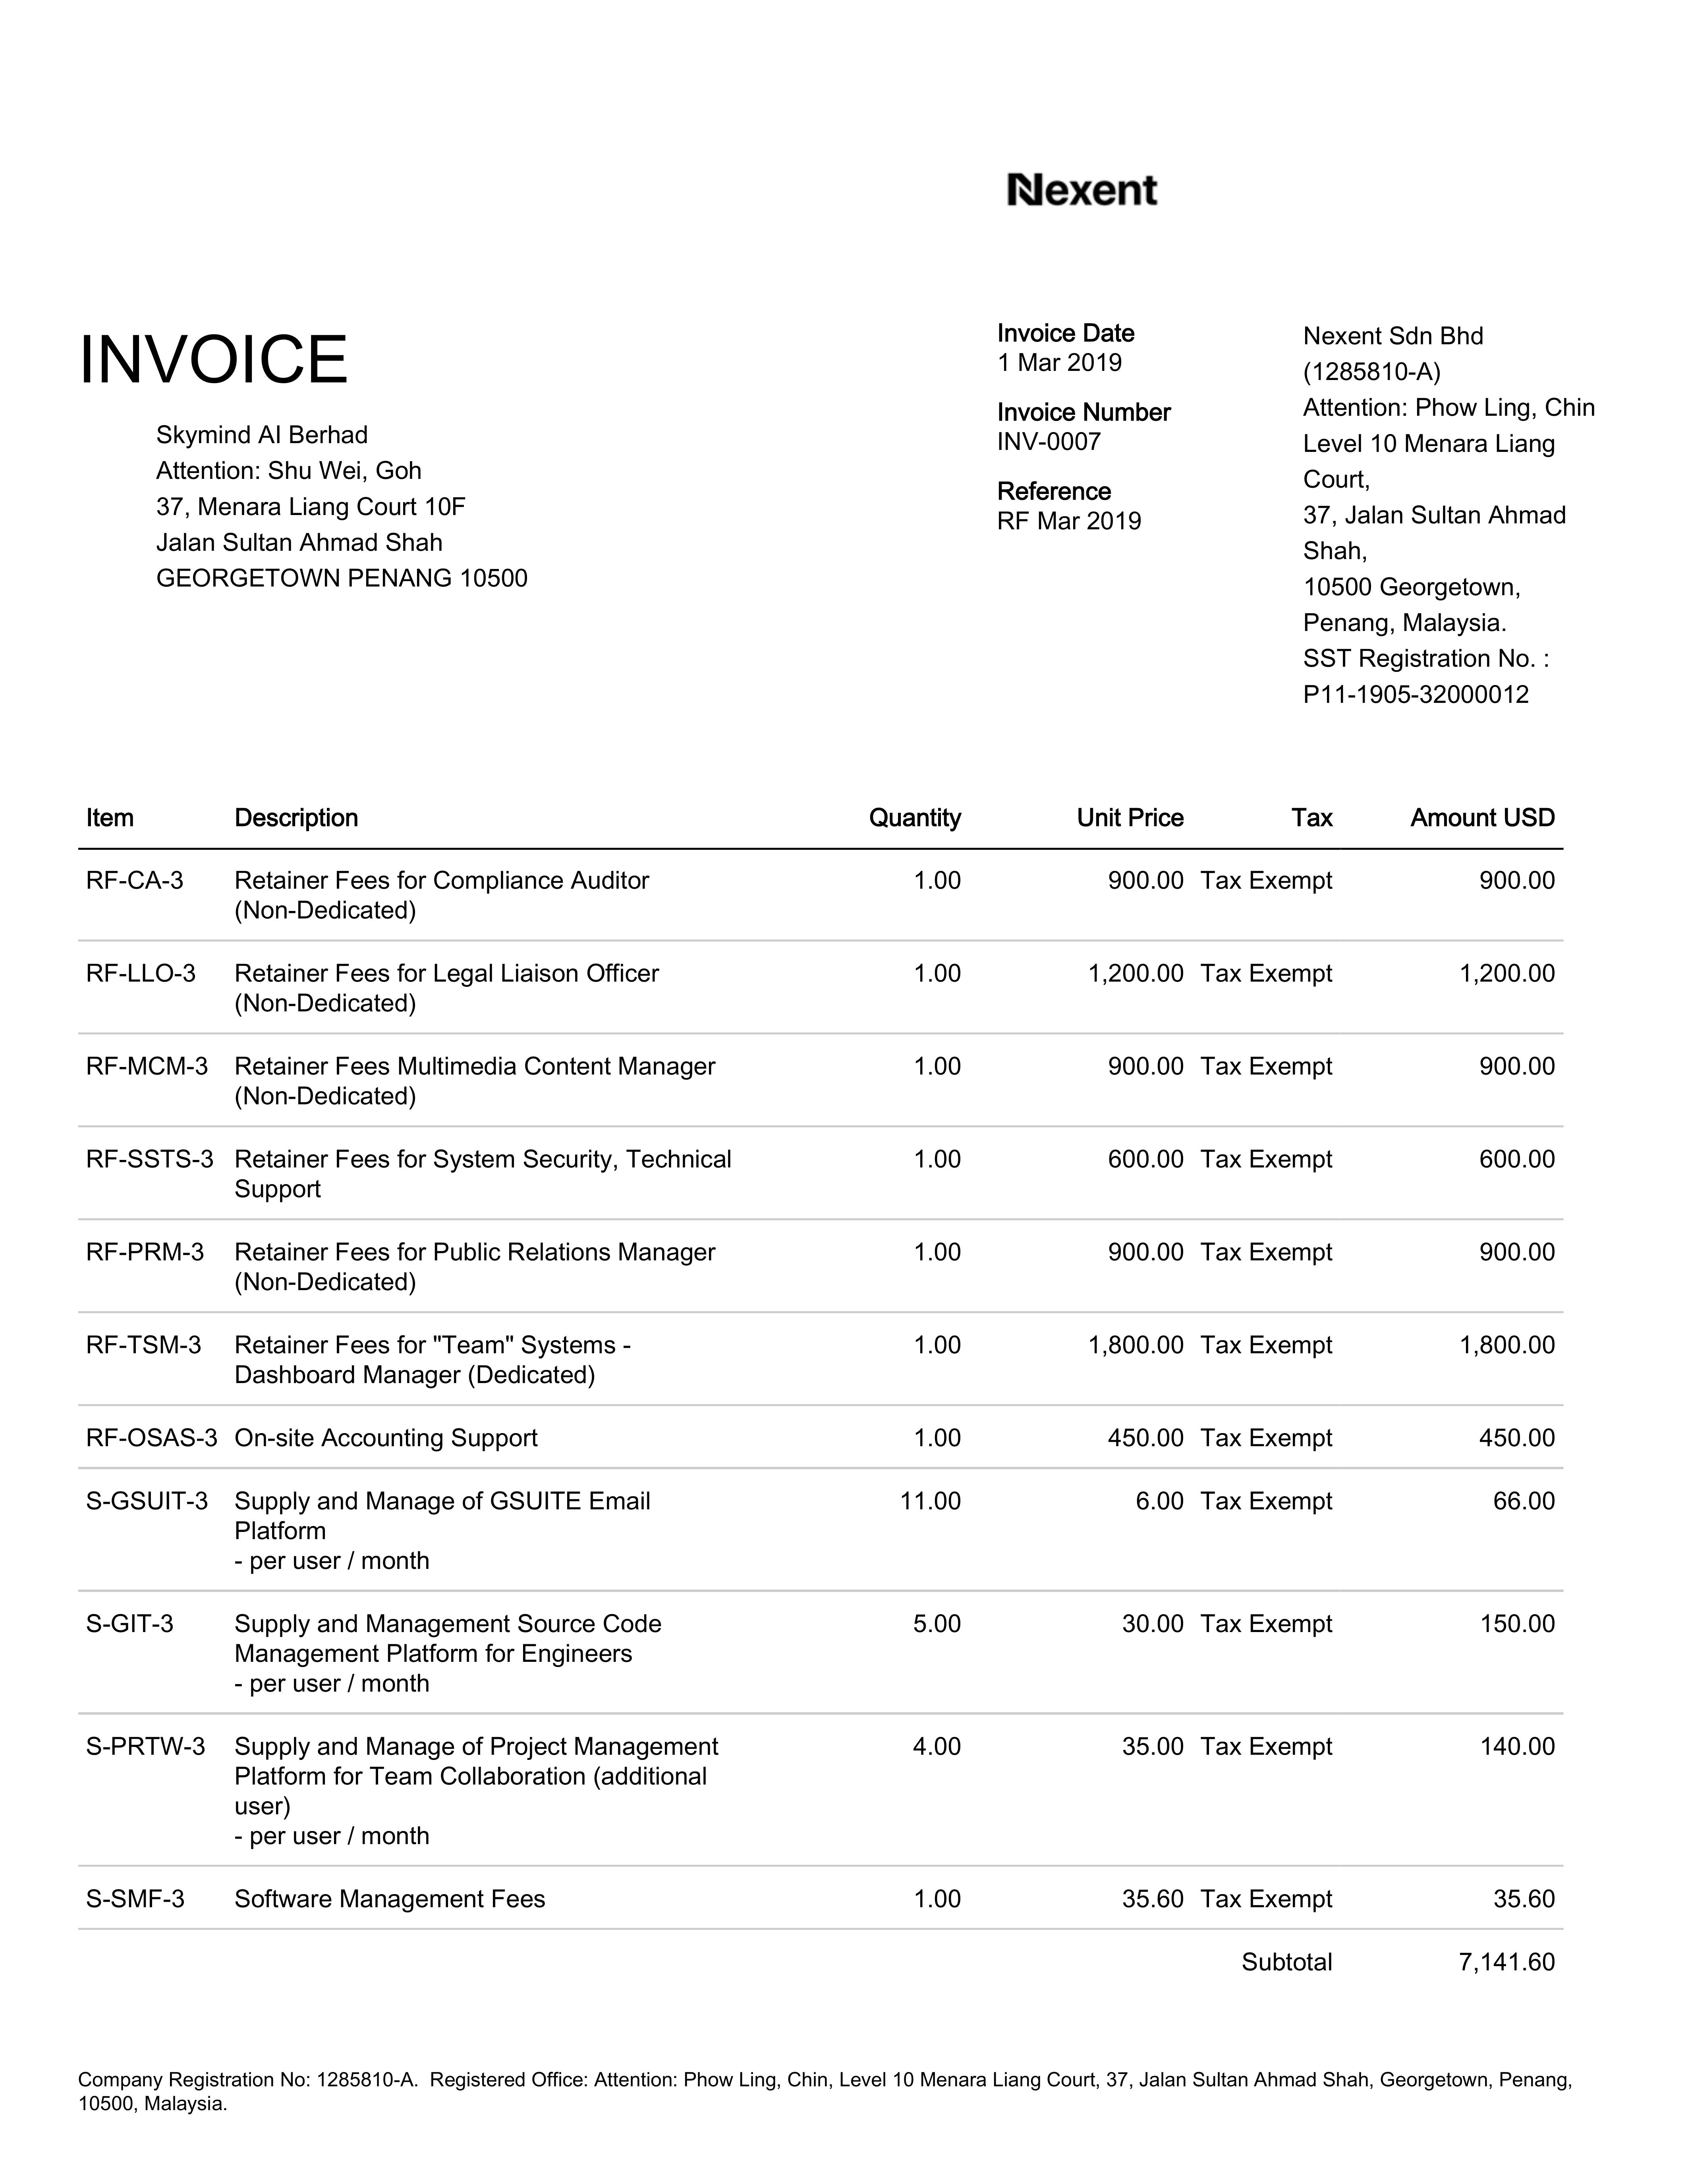 Nexent
INVOICE
Skymind AI Berhad
Attention: Shu Wei, Goh
37, Menara Liang Court 10F
Jalan Sultan Ahmad Shah
GEORGETOWN PENANG 10500
Invoice Date
1 Mar 2019
Invoice Number
INV-0007
Reference
RF Mar 2019
Nexent Sdn Bhd
(1285810-A)
Attention: Phow Ling, Chin
Level 10 Menara Liang
Court,
37, Jalan Sultan Ahmad
Shah,
10500 Georgetown,
Penang, Malaysia.
SST Registration No. :
P11-1905-32000012
Item Description Quantity Unit Price Tax Amount USD
RF-CA-3 Retainer Fees for Compliance Auditor 1.00 900.00 Tax Exempt 900.00
(Non-Dedicated)
RF-LLO-3 Retainer Fees for Legal Liaison Officer 1.00 1,200.00 Tax Exempt 1,200.00
(Non-Dedicated)
RF-MCM-3 Retainer Fees Multimedia Content Manager 1.00 900.00 Tax Exempt 900.00
(Non-Dedicated)
RF-SSTS-3 Retainer Fees for System Security, Technical 1.00 600.00 Tax Exempt 600.00
Support
RF-PRM-3 Retainer Fees for Public Relations Manager 1.00 900.00 Tax Exempt 900.00
(Non-Dedicated)
RF-TSM-3 Retainer Fees for "Team" Systems - 1.00 1,800.00 Tax Exempt 1,800.00
Dashboard Manager (Dedicated)
RF-OSAS-3 On-site Accounting Support 1.00 450.00 Tax Exempt 450.00
S-GSUIT-3 Supply and Manage of GSUITE Email 11.00 6.00 Tax Exempt 66.00
Platform
- per user / month
S-GIT-3 Supply and Management Source Code 5.00 30.00 Tax Exempt 150.00
Management Platform for Engineers
- per user / month
S-PRTW-3 Supply and Manage of Project Management 4.00 35.00 Tax Exempt 140.00
Platform for Team Collaboration (additional
user)
- per user / month
S-SMF-3 Software Management Fees 1.00 35.60 Tax Exempt 35.60
Subtotal 7,141.60
Company Registration No: 1285810-A. Registered Office: Attention: Phow Ling, Chin, Level 10 Menara Liang Court, 37, Jalan Sultan Ahmad Shah, Georgetown, Penang,
10500, Malaysia.